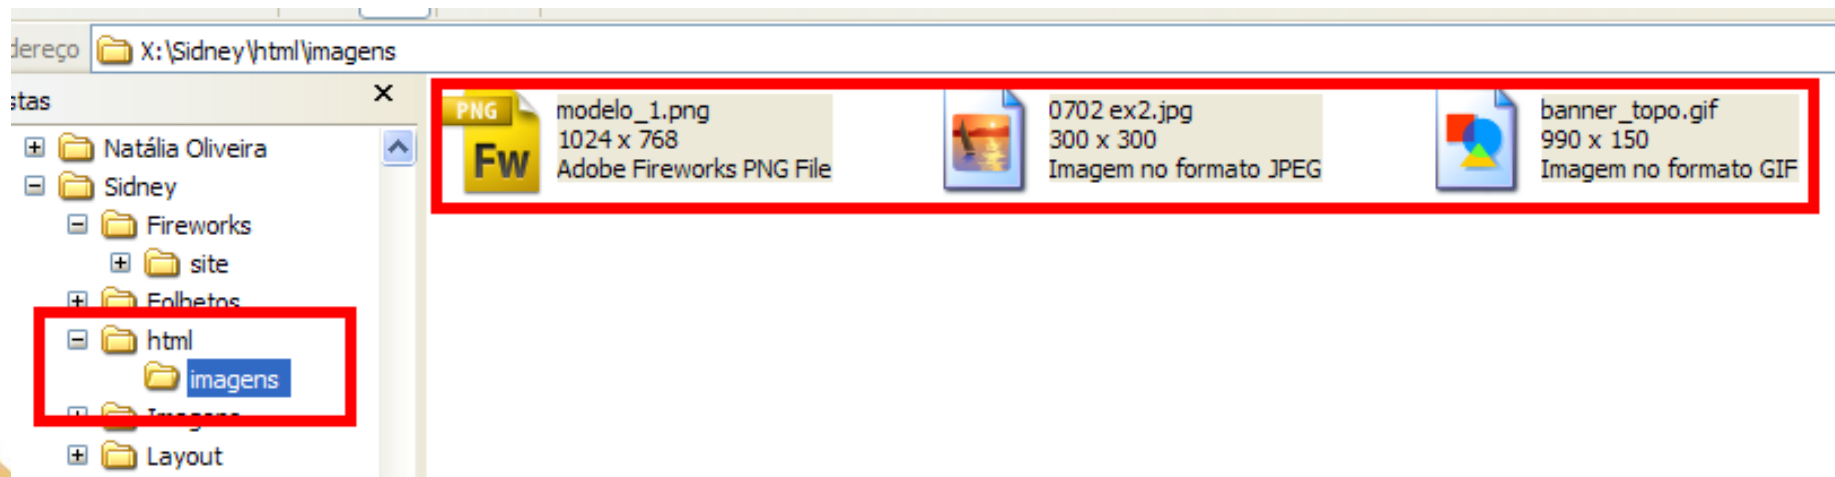 dereço X:\Sidney\html\imagens
stas
Natália Oliveira
Sidney
Fireworks
site
Folhetos
html
imagens
Imagens
Layout
PNG
Fw
modelo_1.png
1024 x 768
Adobe Fireworks PNG File
0702 ex2.jpg
300 x 300
Imagem no formato JPEG
banner_topo.gif
990 x 150
Imagem no formato GIF